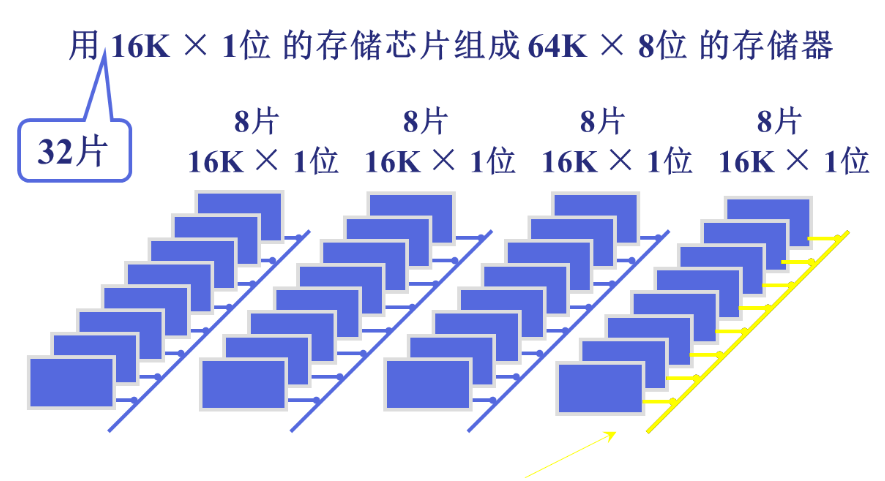 用 16K × 1位 的存储芯片组成 64K × 8位 的存储器
32片
8片 8片 8片 8片
16K × 1位 16K × 1位 16K × 1位 16K × 1位